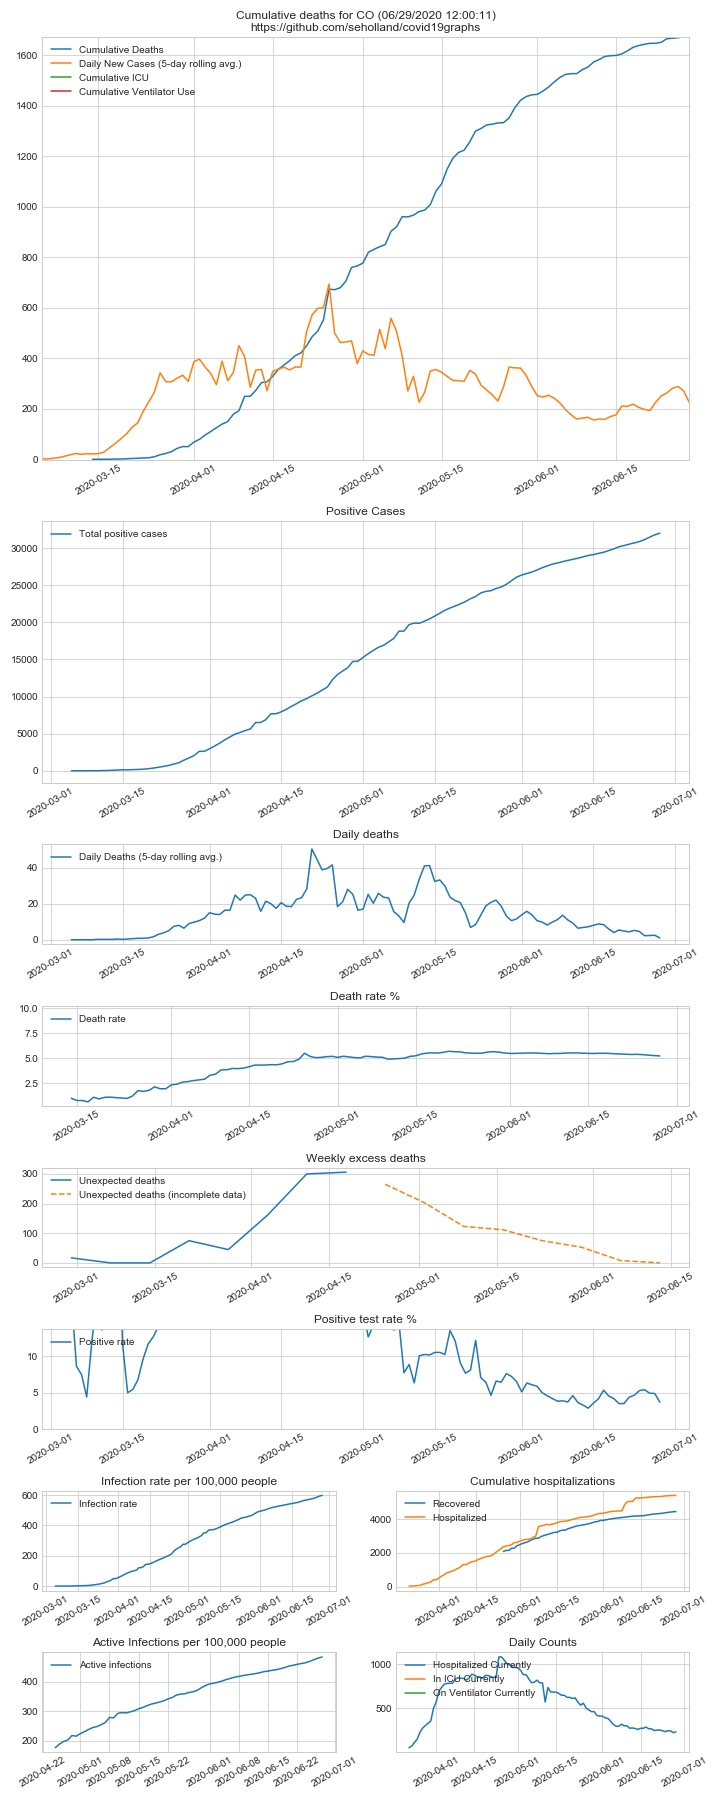 Cumulative deaths for CO (06/29/2020 12:00:11)
https://github.com/seholland/covid19graphs
Cumulative Deaths
Daily New Cases (5-day rolling avg.)
Cumulative ICU
Cumulative Ventilator Use
1600
1400
1200
1000
800
600
400
200
0
2020-03-15 2020-04-01 2020-04-15 2020-05-01 2020-05-15 2020-06-01 2020-06-15
Positive Cases
Total positive cases
30000
25000
20000
15000
10000
5000
0
2020-03-01 2020-03-15 2020-04-01 2020-04-15 2020-05-01 2020-05-15 2020-06-01 2020-06-15 2020-07-01
Daily deaths
Daily Deaths (5-day rolling avg.)
40
20
0
2020-03-01 2020-03-15 2020-04-01 2020-04-15 2020-05-01 2020-05-15 2020-06-01 2020-06-15 2020-07-01
Death rate %
10.0
Death rate
7.5
5.0
2.5
2020-03-15 2020-04-01 2020-04-15 2020-05-01 2020-05-15 2020-06-01 2020-06-15 2020-07-01
Weekly excess deaths
300
Unexpected deaths
Unexpected deaths (incomplete data)
200
100
0
2020-03-01 2020-03-15 2020-04-01 2020-04-15 2020-05-01 2020-05-15 2020-06-01 2020-06-15
Positive test rate %
Positive rate
10
5
0
2020-03-01 2020-03-15 2020-04-01 2020-04-15 2020-05-01 2020-05-15 2020-06-01 2020-06-15 2020-07-01
Infection rate per 100,000 people
600
Infection rate
400
200
0
2020-03-01 2020-03-15 2020-04-01 2020-04-15 2020-05-01 2020-05-15 2020-06-01 2020-06-15 2020-07-01
Cumulative hospitalizations
Recovered
Hospitalized
4000
2000
0
2020-04-01 2020-04-15 2020-05-01 2020-05-15 2020-06-01 2020-06-15 2020-07-01
Active Infections per 100,000 people
Active infections
400
300
200
2020-04-22 2020-05-01 2020-05-08 2020-05-15 2020-05-22 2020-06-01 2020-06-08 2020-06-15 2020-06-22 2020-07-01
Daily Counts
1000
Hospitalized Currently
In ICU Currently
On Ventilator Currently
500
2020-04-01 2020-04-15 2020-05-01 2020-05-15 2020-06-01 2020-06-15 2020-07-01